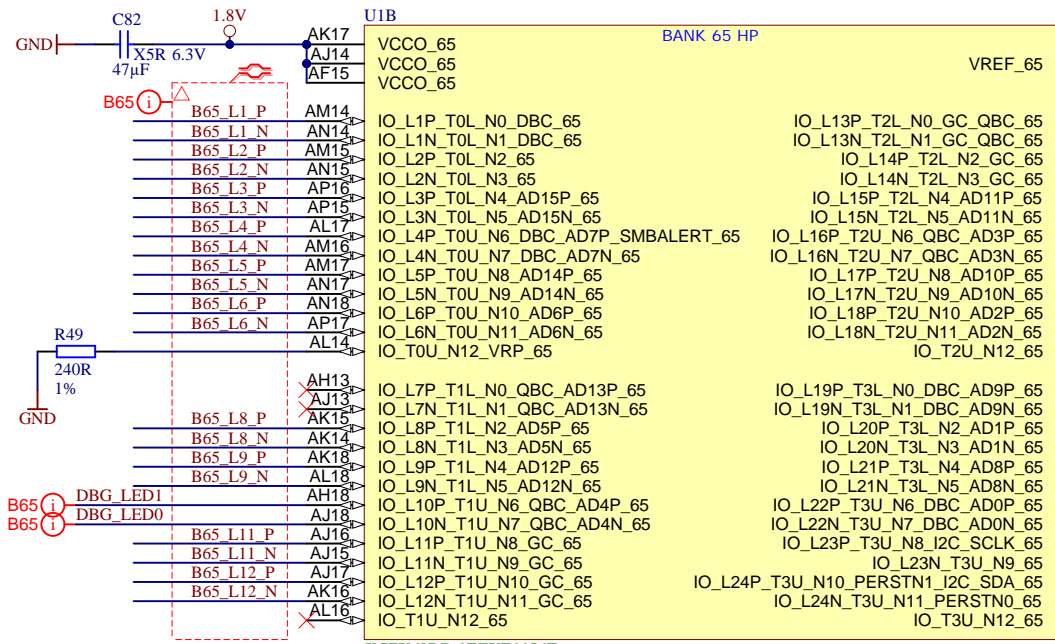 C82
1.8V
U1B
GND
X5R 6.3V
47µF
AK17
VCCO_65
BANK 65 HP
AJ14
VCCO_65
VREF_65
AF15
VCCO_65
B65
i
B65_L1_P AM14 IO_L1P_T0L_N0_DBC_65 IO_L13P_T2L_N0_GC_QBC_65
B65_L1_N AN14 IO_L1N_T0L_N1_DBC_65 IO_L13N_T2L_N1_GC_QBC_65
B65_L2_P AM15 IO_L2P_T0L_N2_65 IO_L14P_T2L_N2_GC_65
B65_L2_N AN15 IO_L2N_T0L_N3_65 IO_L14N_T2L_N3_GC_65
B65_L3_P AP16 IO_L3P_T0L_N4_AD15P_65 IO_L15P_T2L_N4_AD11P_65
B65_L3_N AP15 IO_L3N_T0L_N5_AD15N_65 IO_L15N_T2L_N5_AD11N_65
B65_L4_P AL17 IO_L4P_T0U_N6_DBC_AD7P_SMBALERT_65 IO_L16P_T2U_N6_QBC_AD3P_65
B65_L4_N AM16 IO_L4N_T0U_N7_DBC_AD7N_65 IO_L16N_T2U_N7_QBC_AD3N_65
B65_L5_P AM17 IO_L5P_T0U_N8_AD14P_65 IO_L17P_T2U_N8_AD10P_65
B65_L5_N AN17 IO_L5N_T0U_N9_AD14N_65 IO_L17N_T2U_N9_AD10N_65
B65_L6_P AN18 IO_L6P_T0U_N10_AD6P_65 IO_L18P_T2U_N10_AD2P_65
B65_L6_N AP17 IO_L6N_T0U_N11_AD6N_65 IO_L18N_T2U_N11_AD2N_65
R49 AL14 IO_T0U_N12_VRP_65 IO_T2U_N12_65
240R
1%
GND
AH13 IO_L7P_T1L_N0_QBC_AD13P_65 IO_L19P_T3L_N0_DBC_AD9P_65
AJ13 IO_L7N_T1L_N1_QBC_AD13N_65 IO_L19N_T3L_N1_DBC_AD9N_65
B65_L8_P AK15 IO_L8P_T1L_N2_AD5P_65 IO_L20P_T3L_N2_AD1P_65
B65_L8_N AK14 IO_L8N_T1L_N3_AD5N_65 IO_L20N_T3L_N3_AD1N_65
B65_L9_P AK18 IO_L9P_T1L_N4_AD12P_65 IO_L21P_T3L_N4_AD8P_65
B65_L9_N AL18 IO_L9N_T1L_N5_AD12N_65 IO_L21N_T3L_N5_AD8N_65
B65 i DBG_LED1 AH18 IO_L10P_T1U_N6_QBC_AD4P_65 IO_L22P_T3U_N6_DBC_AD0P_65
B65 i DBG_LED0 AJ18 IO_L10N_T1U_N7_QBC_AD4N_65 IO_L22N_T3U_N7_DBC_AD0N_65
B65_L11_P AJ16 IO_L11P_T1U_N8_GC_65 IO_L23P_T3U_N8_I2C_SCLK_65
B65_L11_N AJ15 IO_L11N_T1U_N9_GC_65 IO_L23N_T3U_N9_65
B65_L12_P AJ17 IO_L12P_T1U_N10_GC_65 IO_L24P_T3U_N10_PERSTN1_I2C_SDA_65
B65_L12_N AK16 IO_L12N_T1U_N11_GC_65 IO_L24N_T3U_N11_PERSTN0_65
AL16 IO_T1U_N12_65 IO_T3U_N12_65